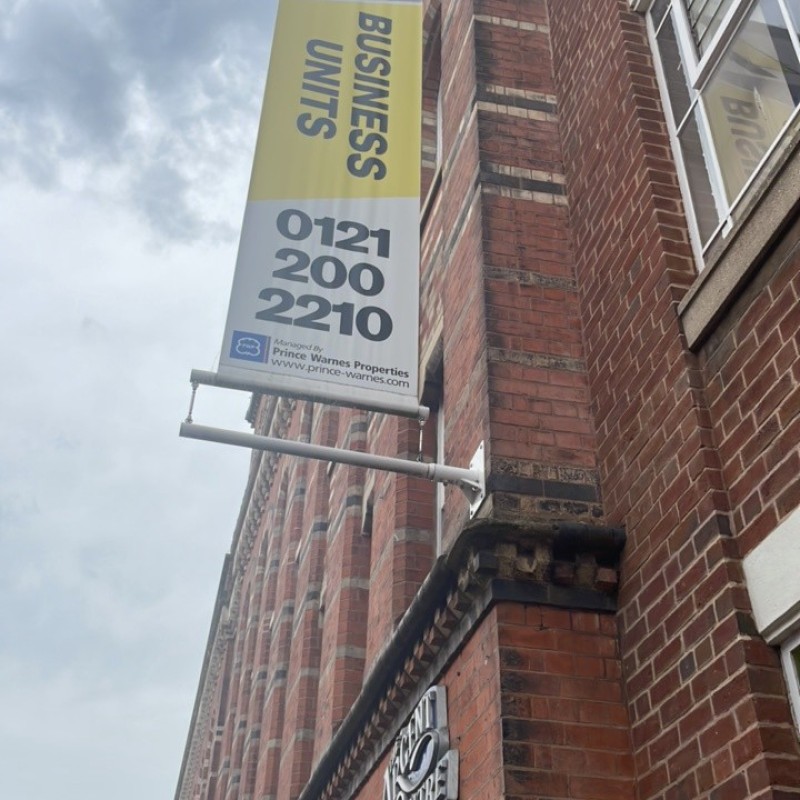 BUSINESS
UNITS
0121
200
2210
Managed By
Prince Warnes Properties
www.prince-warnes.com